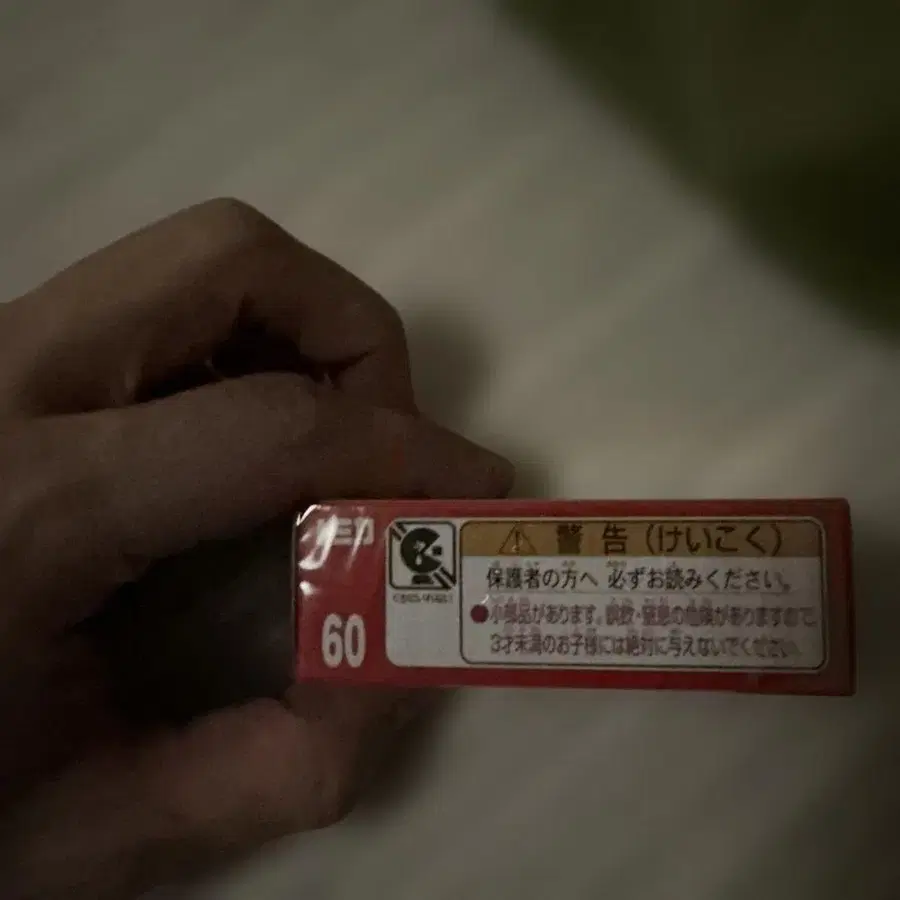 トミカ
60
警告(けいこく)
保護者の方へ 必ずお読みください。
●小部品があります。誤飲・窒息の危険がありますので
3才未満のお子様には絶対に与えないでください。